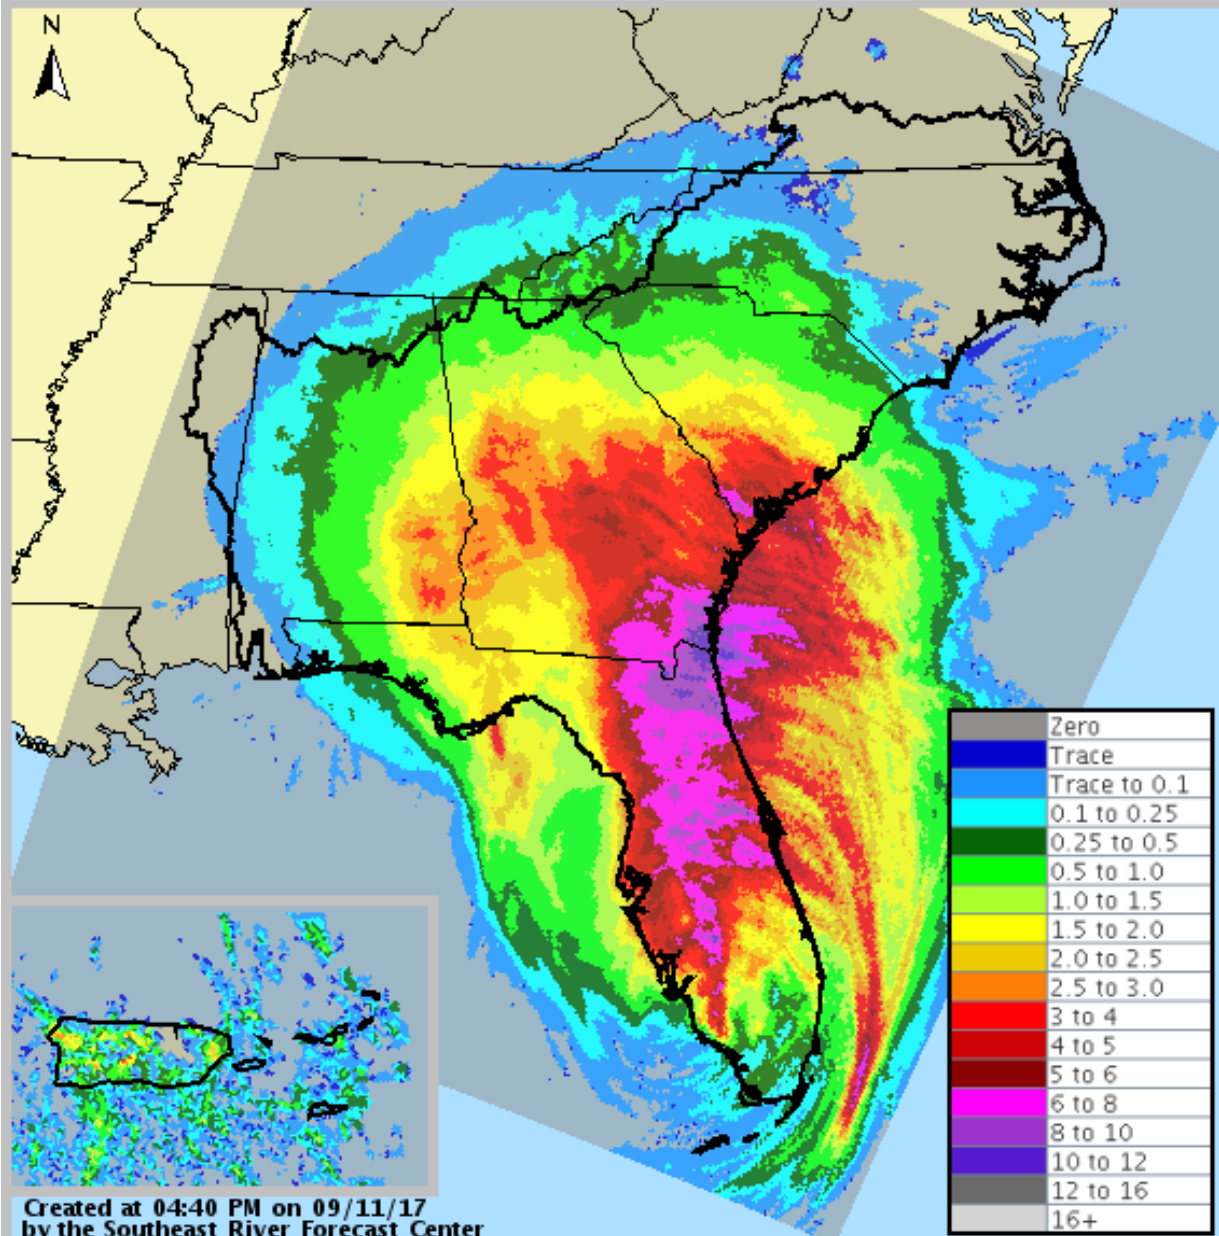 N
Zero
Trace
Trace to 0.1
0.1 to 0.25
0.25 to 0.5
0.5 to 1.0
1.0 to 1.5
1.5 to 2.0
2.0 to 2.5
2.5 to 3.0
3 to 4
4 to 5
5 to 6
6 to 8
8 to 10
10 to 12
12 to 16
16+
Created at 04:40 PM on 09/11/17
by the Southeast River Forecast Center